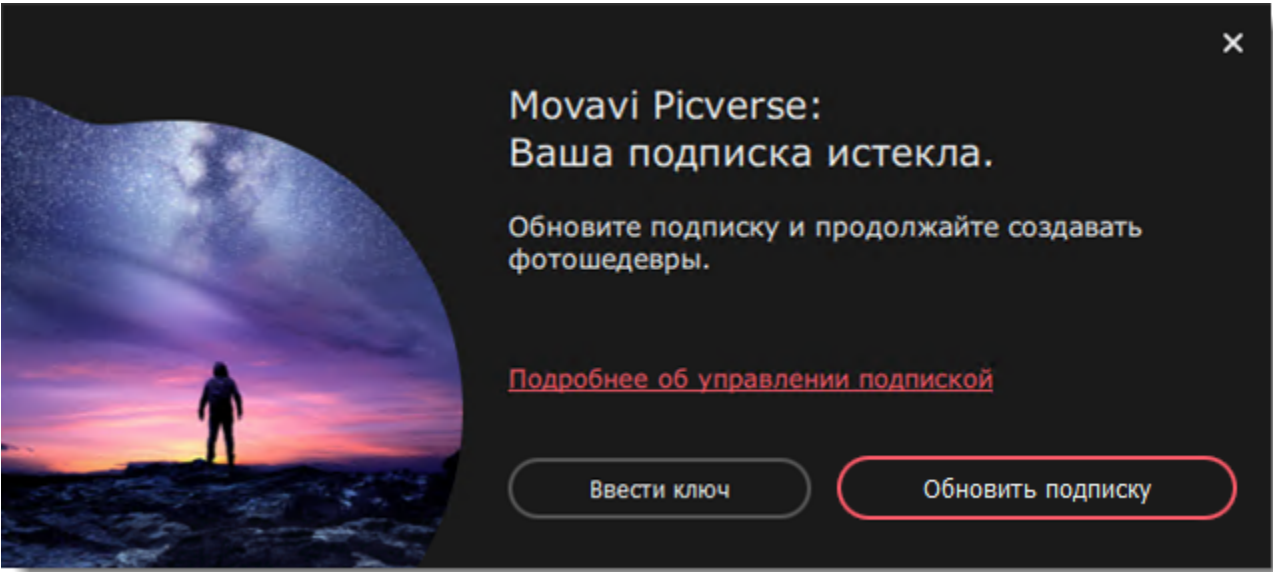 Movavi Picverse:
Ваша подписка истекла.
Обновите подписку и продолжайте создавать
фотошедевры.
Подробнее об управлении подпиской
Ввести ключ
Обновить подписку